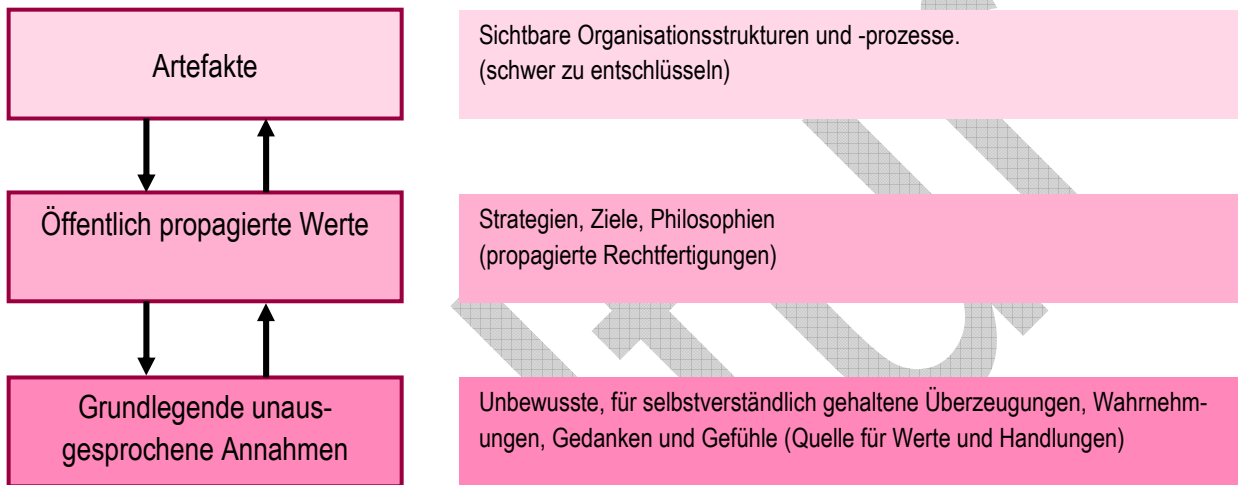 Artefakte
Sichtbare Organisationsstrukturen und -prozesse.
(schwer zu entschlüsseln)
Öffentlich propagierte Werte
Strategien, Ziele, Philosophien
(propagierte Rechtfertigungen)
Grundlegende unaus-
gesprochene Annahmen
Unbewusste, für selbstverständlich gehaltene Überzeugungen, Wahrnehm-
ungen, Gedanken und Gefühle (Quelle für Werte und Handlungen)